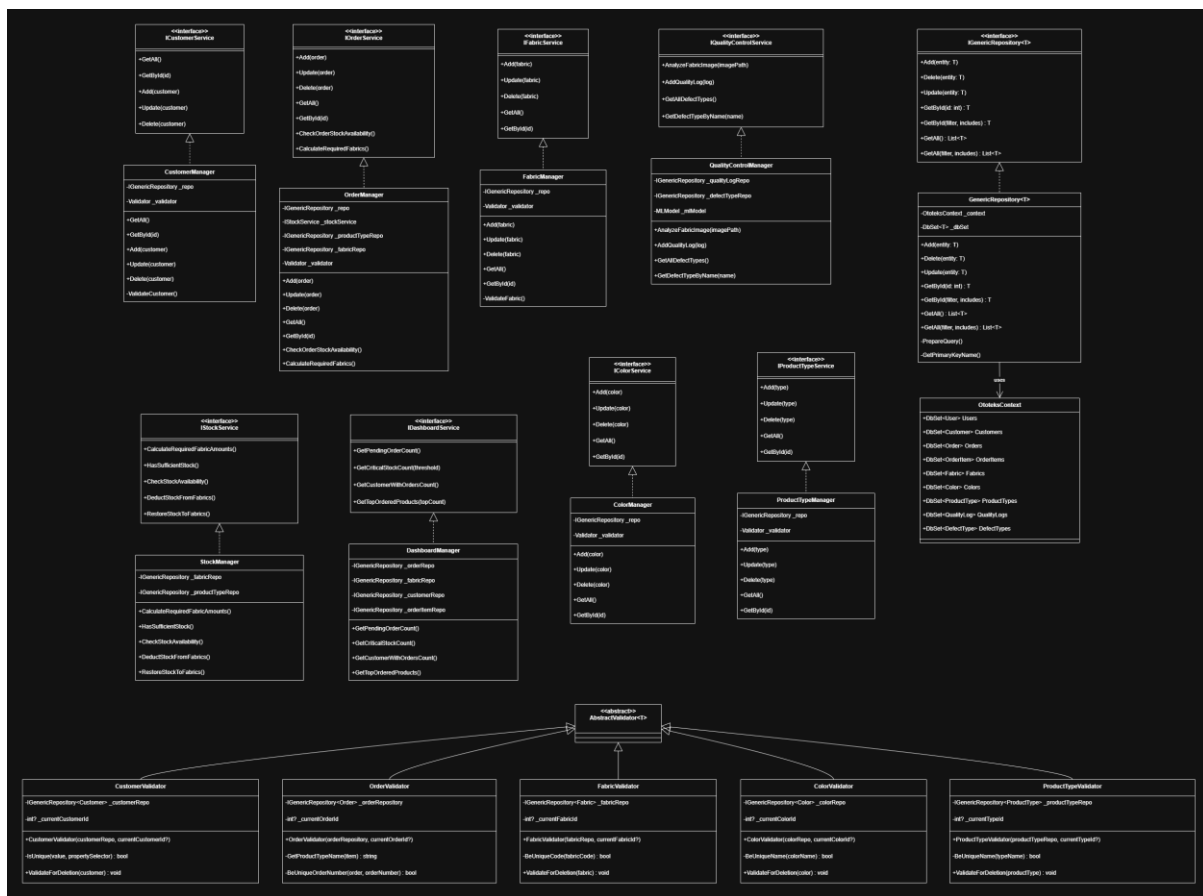 <<interface>>
ICustomerService
+GetAll()
+GetById(id)
+Add(customer)
+Update(customer)
+Delete(customer)
CustomerManager
-IGenericRepository _repo
-Validator _validator
+GetAll()
+GetById(id)
+Add(customer)
+Update(customer)
+Delete(customer)
-ValidateCustomer()
<<interface>>
IOrderService
+Add(order)
+Update(order)
+Delete(order)
+GetAll()
+GetById(id)
+CheckOrderStockAvailability()
+CalculateRequiredFabrics()
OrderManager
-IGenericRepository _repo
-IStockService _stockService
-IGenericRepository _productTypeRepo
-IGenericRepository _fabricRepo
-Validator _validator
+Add(order)
+Update(order)
+Delete(order)
+GetAll()
+GetById(id)
+CheckOrderStockAvailability()
+CalculateRequiredFabrics()
<<interface>>
IFabricService
+Add(fabric)
+Update(fabric)
+Delete(fabric)
+GetAll()
+GetById(id)
FabricManager
-IGenericRepository _repo
-Validator _validator
+Add(fabric)
+Update(fabric)
+Delete(fabric)
+GetAll()
+GetById(id)
-ValidateFabric()
<<interface>>
IQualityControlService
+AnalyzeFabricImage(imagePath)
+AddQualityLog(log)
+GetAllDefectTypes()
+GetDefectTypeByName(name)
QualityControlManager
-IGenericRepository _qualityLogRepo
-IGenericRepository _defectTypeRepo
-MLModel _mlModel
+AnalyzeFabricImage(imagePath)
+AddQualityLog(log)
+GetAllDefectTypes()
+GetDefectTypeByName(name)
<<interface>>
IGenericRepository<T>
+Add(entity: T)
+Delete(entity: T)
+Update(entity: T)
+GetById(id: int) : T
+GetById(filter, includes) : T
+GetAll() : List<T>
+GetAll(filter, includes) : List<T>
GenericRepository<T>
-OtoteksContext _context
-DbSet<T> _dbSet
+Add(entity: T)
+Delete(entity: T)
+Update(entity: T)
+GetById(id: int) : T
+GetById(filter, includes) : T
+GetAll() : List<T>
+GetAll(filter, includes) : List<T>
-PrepareQuery()
-GetPrimaryKeyName()
uses
OtoteksContext
+DbSet<User> Users
+DbSet<Customer> Customers
+DbSet<Order> Orders
+DbSet<OrderItem> OrderItems
+DbSet<Fabric> Fabrics
+DbSet<Color> Colors
+DbSet<ProductType> ProductTypes
+DbSet<QualityLog> QualityLogs
+DbSet<DefectType> DefectTypes
<<interface>>
IStockService
+CalculateRequiredFabricAmounts()
+HasSufficientStock()
+CheckStockAvailability()
+DeductStockFromFabrics()
+RestoreStockToFabrics()
StockManager
-IGenericRepository _fabricRepo
-IGenericRepository _productTypeRepo
+CalculateRequiredFabricAmounts()
+HasSufficientStock()
+CheckStockAvailability()
+DeductStockFromFabrics()
+RestoreStockToFabrics()
<<interface>>
IDashboardService
+GetPendingOrderCount()
+GetCriticalStockCount(threshold)
+GetCustomerWithOrdersCount()
+GetTopOrderedProducts(topCount)
DashboardManager
-IGenericRepository _orderRepo
-IGenericRepository _fabricRepo
-IGenericRepository _customerRepo
-IGenericRepository _orderItemRepo
+GetPendingOrderCount()
+GetCriticalStockCount()
+GetCustomerWithOrdersCount()
+GetTopOrderedProducts()
<<interface>>
IColorService
+Add(color)
+Update(color)
+Delete(color)
+GetAll()
+GetById(id)
ColorManager
-IGenericRepository _repo
-Validator _validator
+Add(color)
+Update(color)
+Delete(color)
+GetAll()
+GetById(id)
<<interface>>
IProductTypeService
+Add(type)
+Update(type)
+Delete(type)
+GetAll()
+GetById(id)
ProductTypeManager
-IGenericRepository _repo
-Validator _validator
+Add(type)
+Update(type)
+Delete(type)
+GetAll()
+GetById(id)
<<abstract>>
AbstractValidator<T>
CustomerValidator
-IGenericRepository<Customer> _customerRepo
-int? _currentCustomerId
+CustomerValidator(customerRepo, currentCustomerId?)
-IsUnique(value, propertySelector) : bool
+ValidateForDeletion(customer) : void
OrderValidator
-IGenericRepository<Order> _orderRepository
-int? _currentOrderId
+OrderValidator(orderRepository, currentOrderId?)
-GetProductTypeName(item) : string
-BeUniqueOrderNumber(order, orderNumber) : bool
FabricValidator
-IGenericRepository<Fabric> _fabricRepo
-int? _currentFabricId
+FabricValidator(fabricRepo, currentFabricId?)
-BeUniqueCode(fabricCode) : bool
+ValidateForDeletion(fabric) : void
ColorValidator
-IGenericRepository<Color> _colorRepo
-int? _currentColorId
+ColorValidator(colorRepo, currentColorId?)
-BeUniqueName(colorName) : bool
+ValidateForDeletion(color) : void
ProductTypeValidator
-IGenericRepository<ProductType> _productTypeRepo
-int? _currentTypeId
+ProductTypeValidator(productTypeRepo, currentTypeId?)
-BeUniqueName(typeName) : bool
+ValidateForDeletion(productType) : void